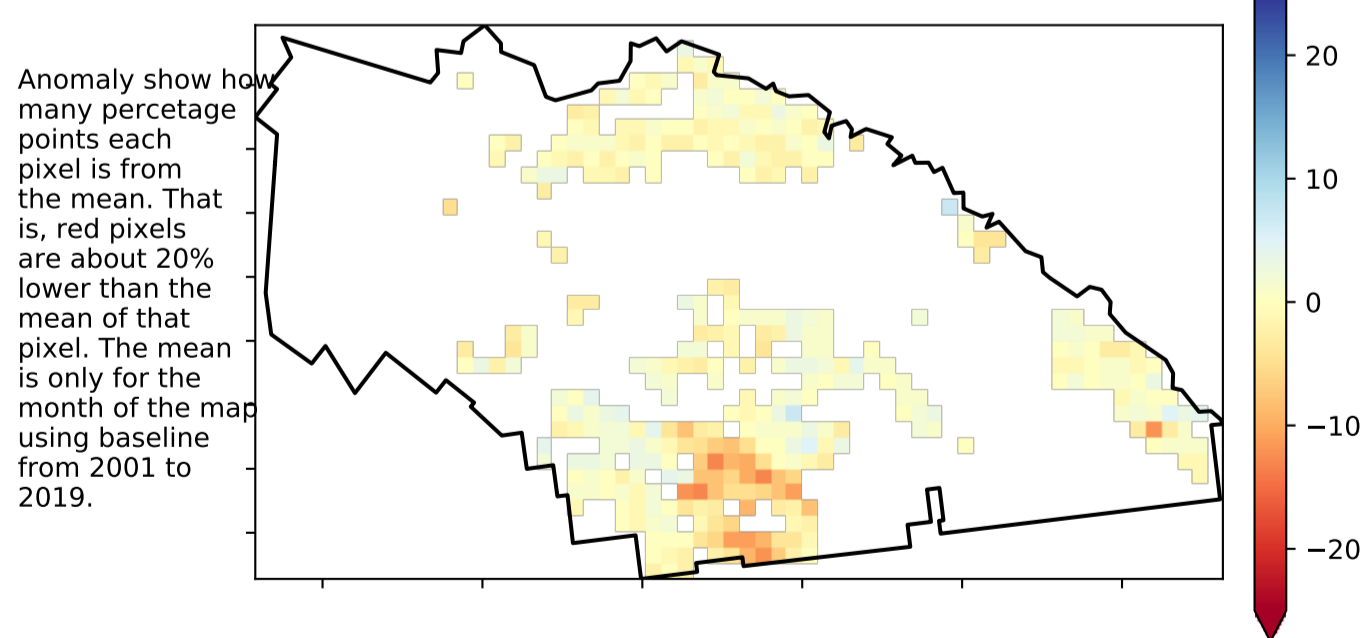 Anomaly show how
many percetage
points each
pixel is from
the mean. That
is, red pixels
are about 20%
lower than the
mean of that
pixel. The mean
is only for the
month of the map
using baseline
from 2001 to
2019.
20
10
0
−10
−20